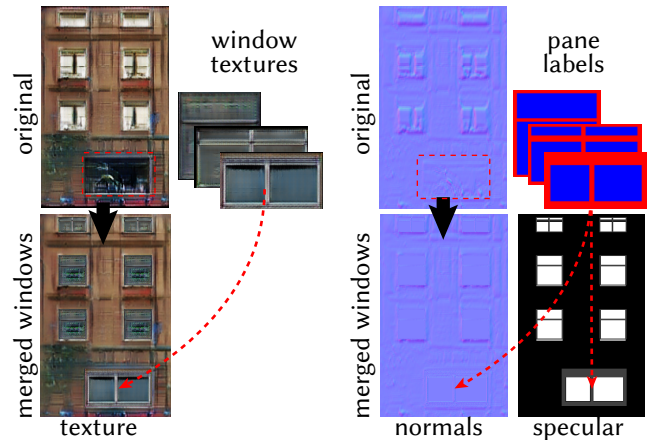 window
textures
pane
labels
original
original
merged windows
merged windows
texture
normals
specular